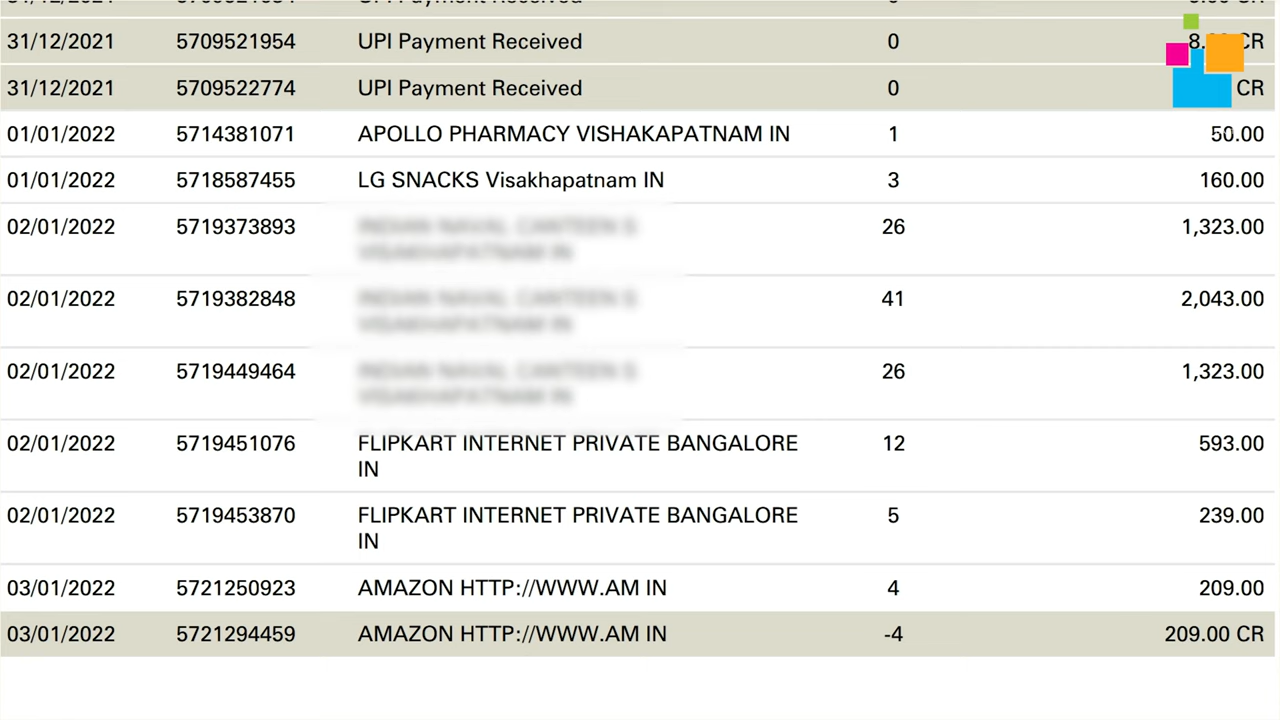 31/12/2021 5709521954 UPI Payment Received 0 CR
31/12/2021 5709522774 UPI Payment Received 0 CR
01/01/2022 5714381071 APOLLO PHARMACY VISHAKAPATNAM IN 1 50.00
01/01/2022 5718587455 LG SNACKS Visakhapatnam IN 3 160.00
02/01/2022 5719373893 26 1,323.00
02/01/2022 5719382848 41 2,043.00
02/01/2022 5719449464 26 1,323.00
02/01/2022 5719451076 FLIPKART INTERNET PRIVATE BANGALORE 12 593.00
IN
02/01/2022 5719453870 FLIPKART INTERNET PRIVATE BANGALORE 5 239.00
IN
03/01/2022 5721250923 AMAZON HTTP://WWW.AM IN 4 209.00
03/01/2022 5721294459 AMAZON HTTP://WWW.AM IN -4 209.00 CR